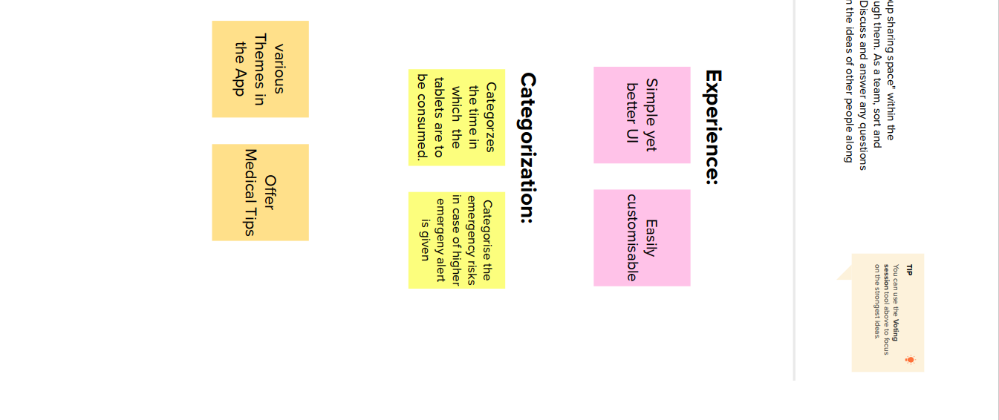 up sharing space" within the
ugh them. As a team, sort and
Discuss and answer any questions
the ideas of other people along
TIP
You can use the Voting
session tool above to focus
on the strongest ideas.
Experience:
Simple yet
better UI
Easily
customisable
Categorization:
Categorzes
the time in
which the
tablets are to
be consumed.
Categorise the
emergency risks
in case of higher
emergeny alert
is given
various
Themes in
the App
Offer
Medical Tips